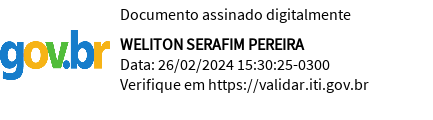 Documento assinado digitalmente
gov.br
WELITON SERAFIM PEREIRA
Data: 26/02/2024 15:30:25-0300
Verifique em https://validar.iti.gov.br